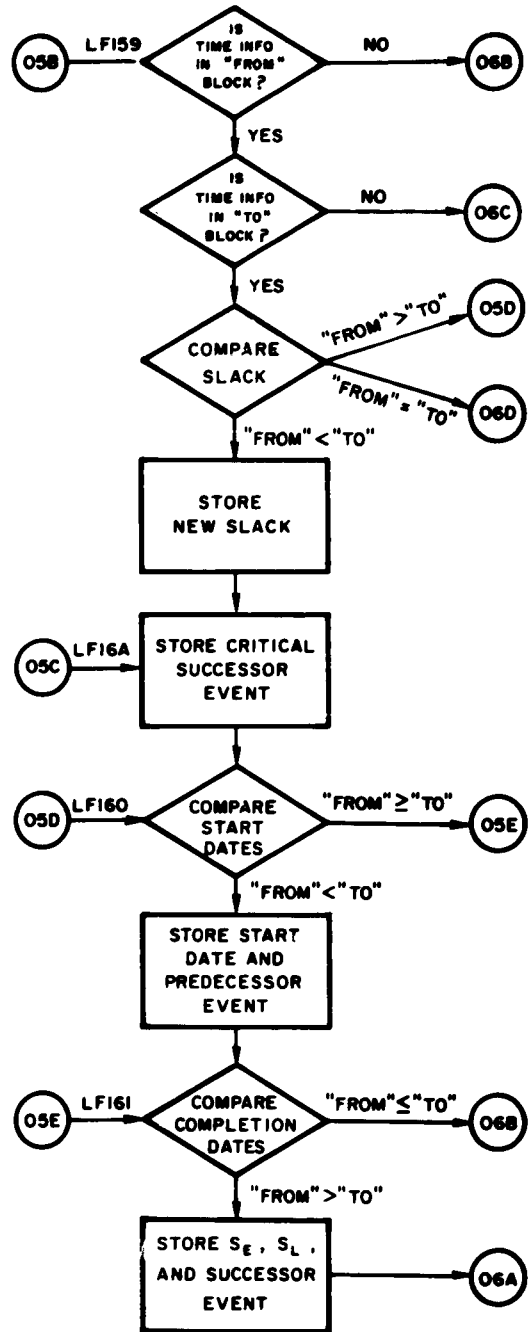 IS
TIME INFO
IN "FROM"
BLOCK?
05B
LF159
NO
06B
YES
IS
TIME INFO
IN "TO"
BLOCK?
NO
06C
YES
COMPARE
SLACK
"FROM" > "TO"
05D
"FROM" = "TO"
06D
"FROM" < "TO"
STORE
NEW SLACK
05C
LF16A
STORE CRITICAL
SUCCESSOR
EVENT
05D
LF160
COMPARE
START
DATES
"FROM" ≥ "TO"
05E
"FROM" < "TO"
STORE START
DATE AND
PREDECESSOR
EVENT
05E
LF161
COMPARE
COMPLETION
DATES
"FROM" ≤ "TO"
06B
"FROM" > "TO"
STORE S_E, S_L,
AND SUCCESSOR
EVENT
06A